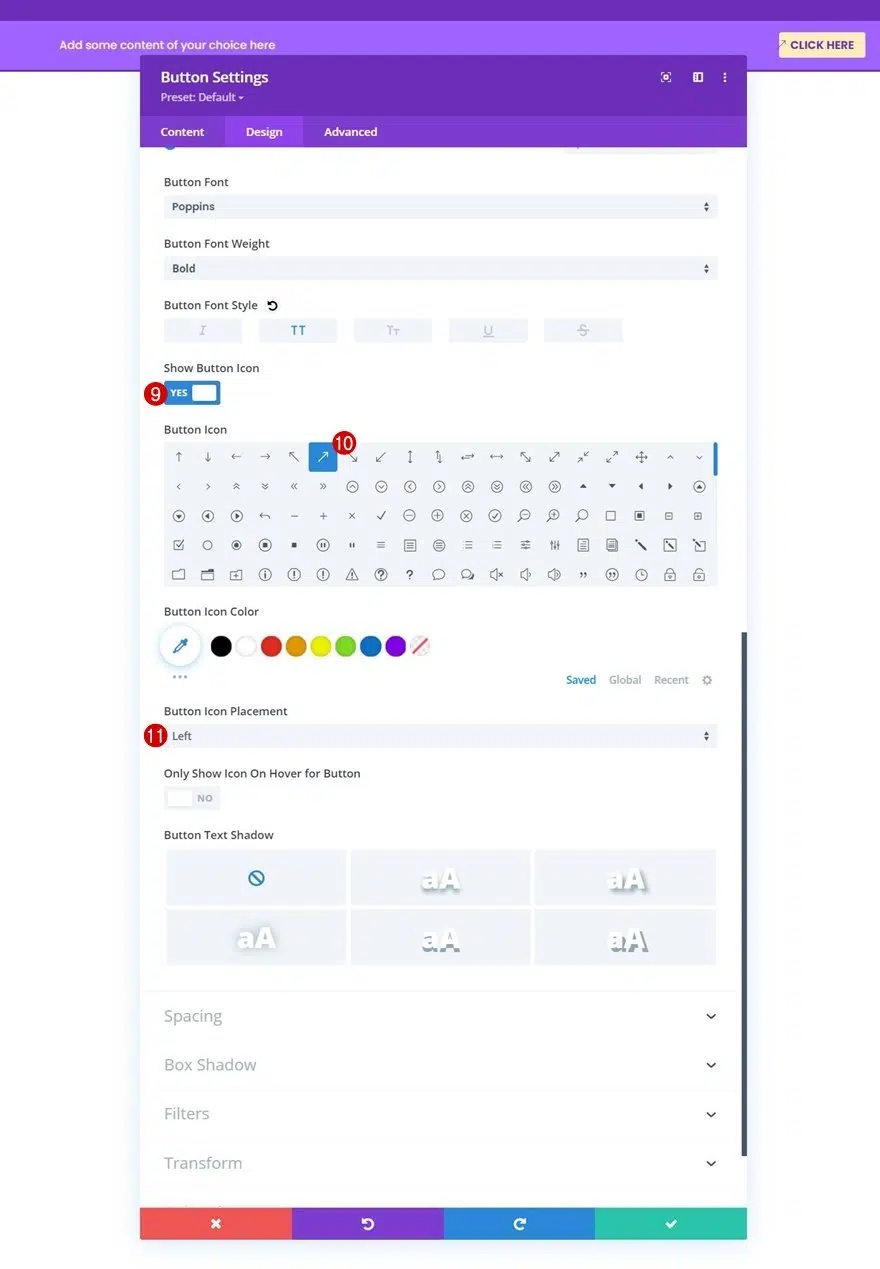 Add some content of your choice here
CLICK HERE
Button Settings
Preset: Default
Content Design Advanced
Button Font
Poppins
Button Font Weight
Bold
Button Font Style
I TT Tт U S
Show Button Icon
9 YES
Button Icon
10
Button Icon Color
Saved Global Recent
Button Icon Placement
11 Left
Only Show Icon On Hover for Button
NO
Button Text Shadow
aA aA
aA aA aA
Spacing
Box Shadow
Filters
Transform